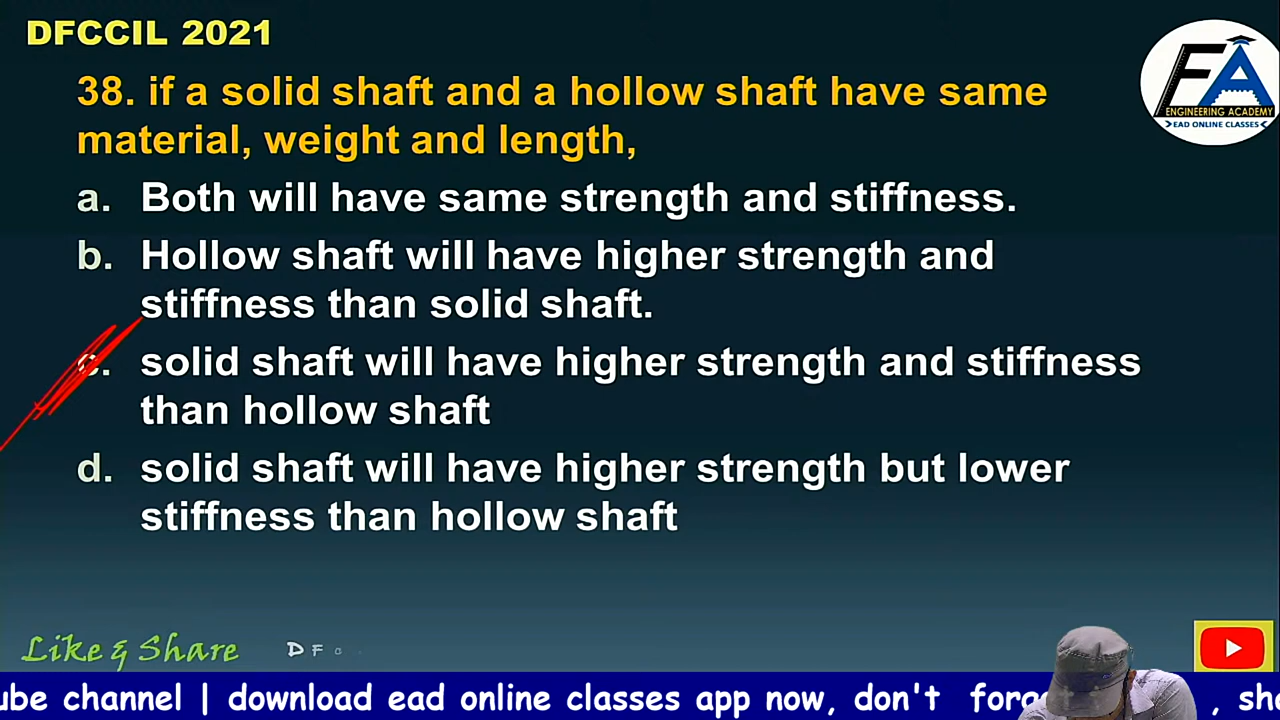 DFCCIL 2021
38. if a solid shaft and a hollow shaft have same
material, weight and length,
a. Both will have same strength and stiffness.
b. Hollow shaft will have higher strength and
stiffness than solid shaft.
c. solid shaft will have higher strength and stiffness
than hollow shaft
d. solid shaft will have higher strength but lower
stiffness than hollow shaft
FA
ENGINEERING ACADEMY
EAD ONLINE CLASSES
Like & Share
D F
ube channel | download ead online classes app now, don't forg , sh